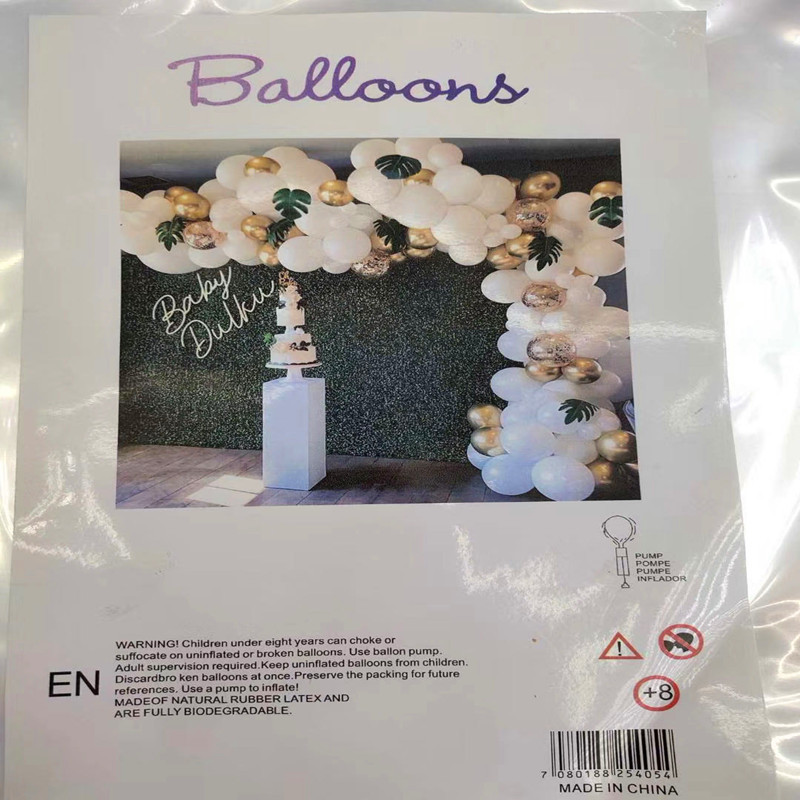 Balloons
Baby
Dulku
PUMP
POMPE
PUMPE
INFLADOR
EN
WARNING! Children under eight years can choke or
suffocate on uninflated or broken balloons. Use ballon pump.
Adult supervision required.Keep uninflated balloons from children.
Discardbro ken balloons at once.Preserve the packing for future
references. Use a pump to inflate!
MADEOF NATURAL RUBBER LATEX AND
ARE FULLY BIODEGRADABLE.
+8
7 080188 254054
MADE IN CHINA